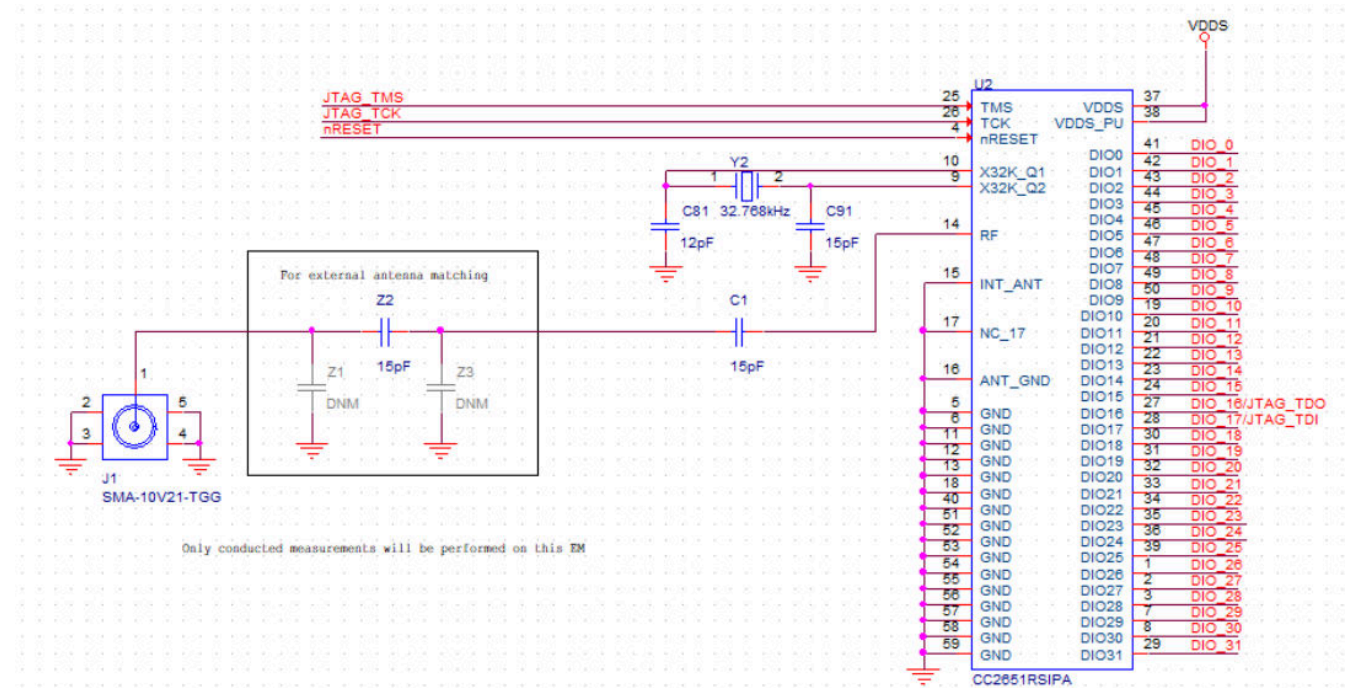 VDDS
U2
JTAG_TMS 25 TMS VDDS 37
JTAG_TCK 26 TCK VDDS_PU 38
nRESET 4 nRESET
DIO0 41 DIO_0
10 X32K_Q1 DIO1 42 DIO_1
9 X32K_Q2 DIO2 43 DIO_2
Y2
1 2
32.768kHz
C81
12pF
C91
15pF
DIO3 44 DIO_3
DIO4 45 DIO_4
14 RF DIO5 46 DIO_5
DIO6 47 DIO_6
DIO7 48 DIO_7
15 INT_ANT DIO8 49 DIO_8
DIO9 50 DIO_9
DIO10 19 DIO_10
17 NC_17 DIO11 20 DIO_11
DIO12 21 DIO_12
DIO13 22 DIO_13
16 ANT_GND DIO14 23 DIO_14
DIO15 24 DIO_15
5 GND DIO16 27 DIO_16/JTAG_TDO
6 GND DIO17 28 DIO_17/JTAG_TDI
11 GND DIO18 30 DIO_18
12 GND DIO19 31 DIO_19
13 GND DIO20 32 DIO_20
18 GND DIO21 33 DIO_21
40 GND DIO22 34 DIO_22
51 GND DIO23 35 DIO_23
52 GND DIO24 36 DIO_24
53 GND DIO25 39 DIO_25
54 GND DIO26 1 DIO_26
55 GND DIO27 2 DIO_27
56 GND DIO28 3 DIO_28
57 GND DIO29 7 DIO_29
58 GND DIO30 8 DIO_30
59 GND DIO31 29 DIO_31
CC2651RSIPA
For external antenna matching
Z2
15pF
C1
15pF
Z1
DNM
Z3
DNM
1
2 5
3 4
J1
SMA-10V21-TGG
Only conducted measurements will be performed on this EM